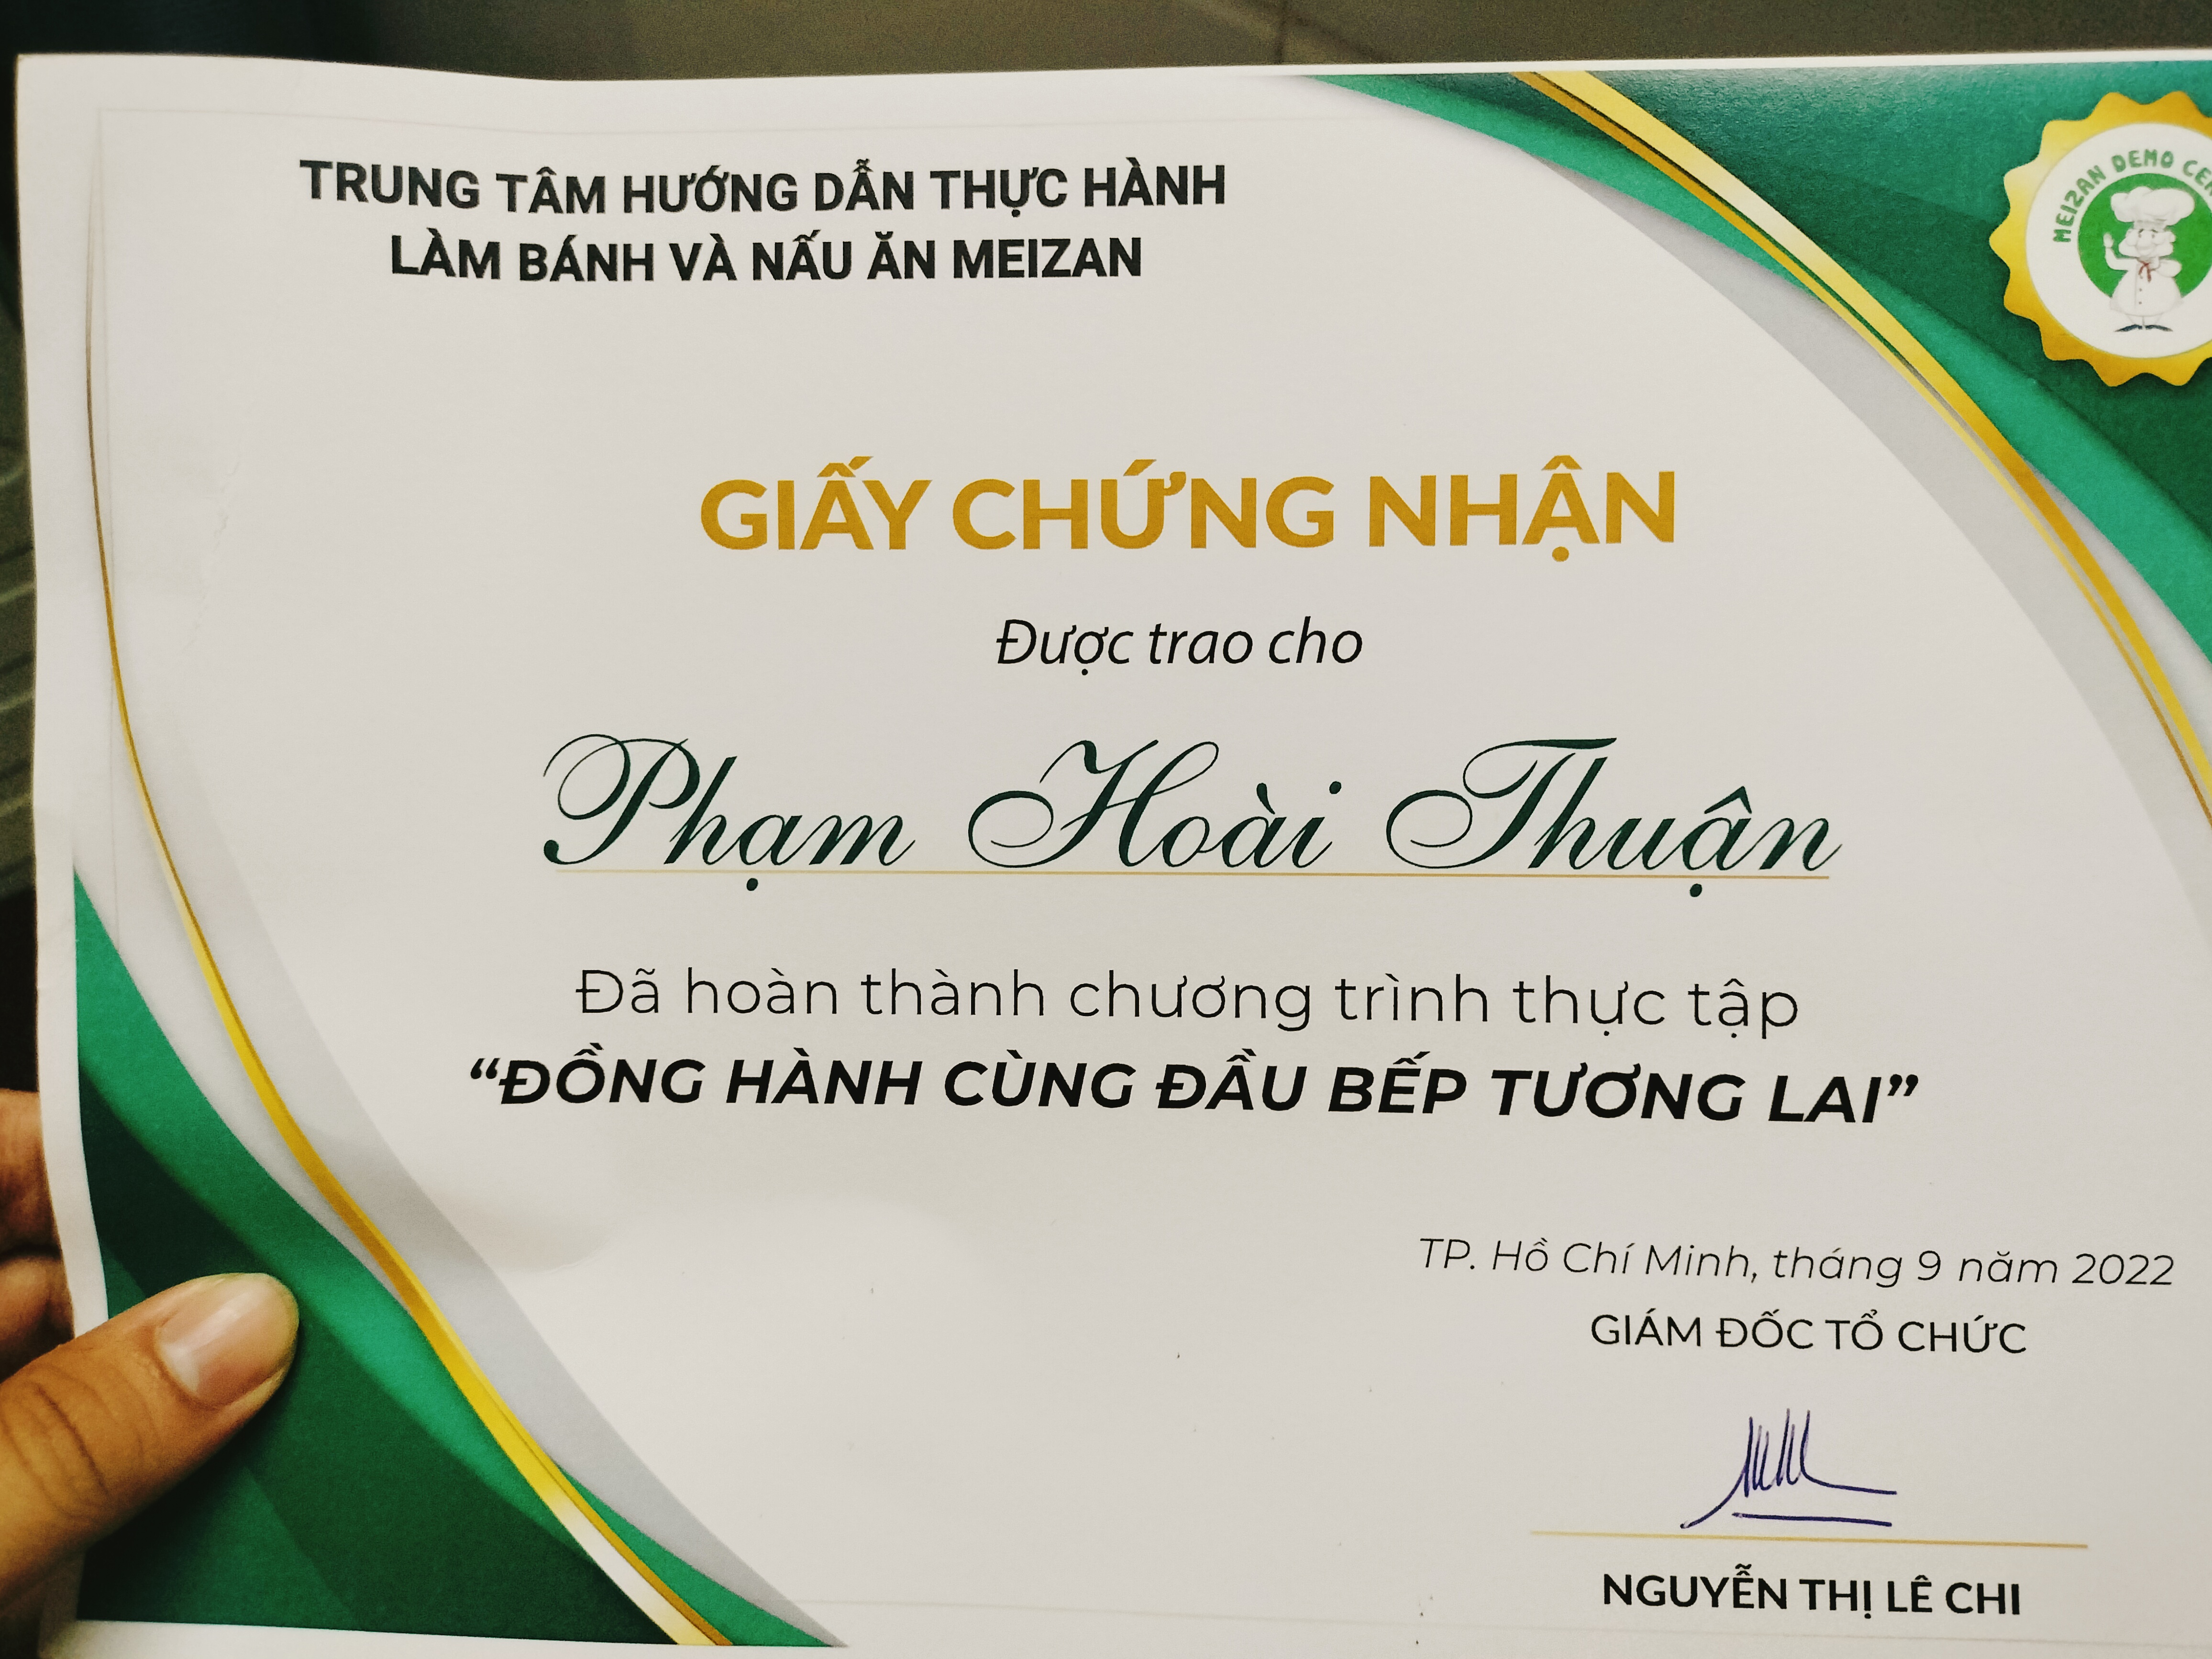 TRUNG TÂM HƯỚNG DẪN THỰC HÀNH
LÀM BÁNH VÀ NẤU ĂN MEIZAN
MEIZAN DEMO
GIẤY CHỨNG NHẬN
Được trao cho
Phạm Hoài Thuận
Đã hoàn thành chương trình thực tập
“ĐỒNG HÀNH CÙNG ĐẦU BẾP TƯƠNG LAI”
TP. Hồ Chí Minh, tháng 9 năm 2022
GIÁM ĐỐC TỔ CHỨC
NGUYỄN THỊ LÊ CHI